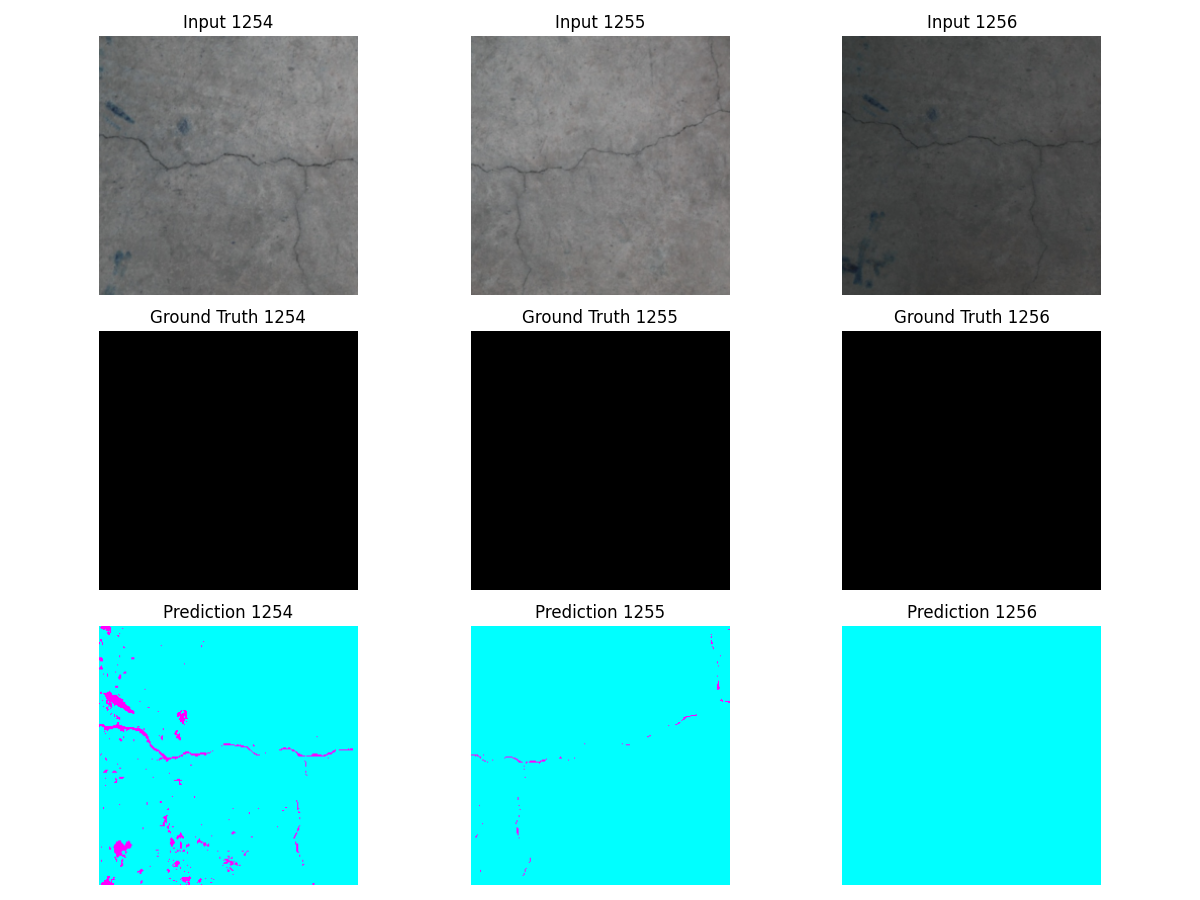 Input 1254
Input 1255
Input 1256
Ground Truth 1254
Ground Truth 1255
Ground Truth 1256
Prediction 1254
Prediction 1255
Prediction 1256